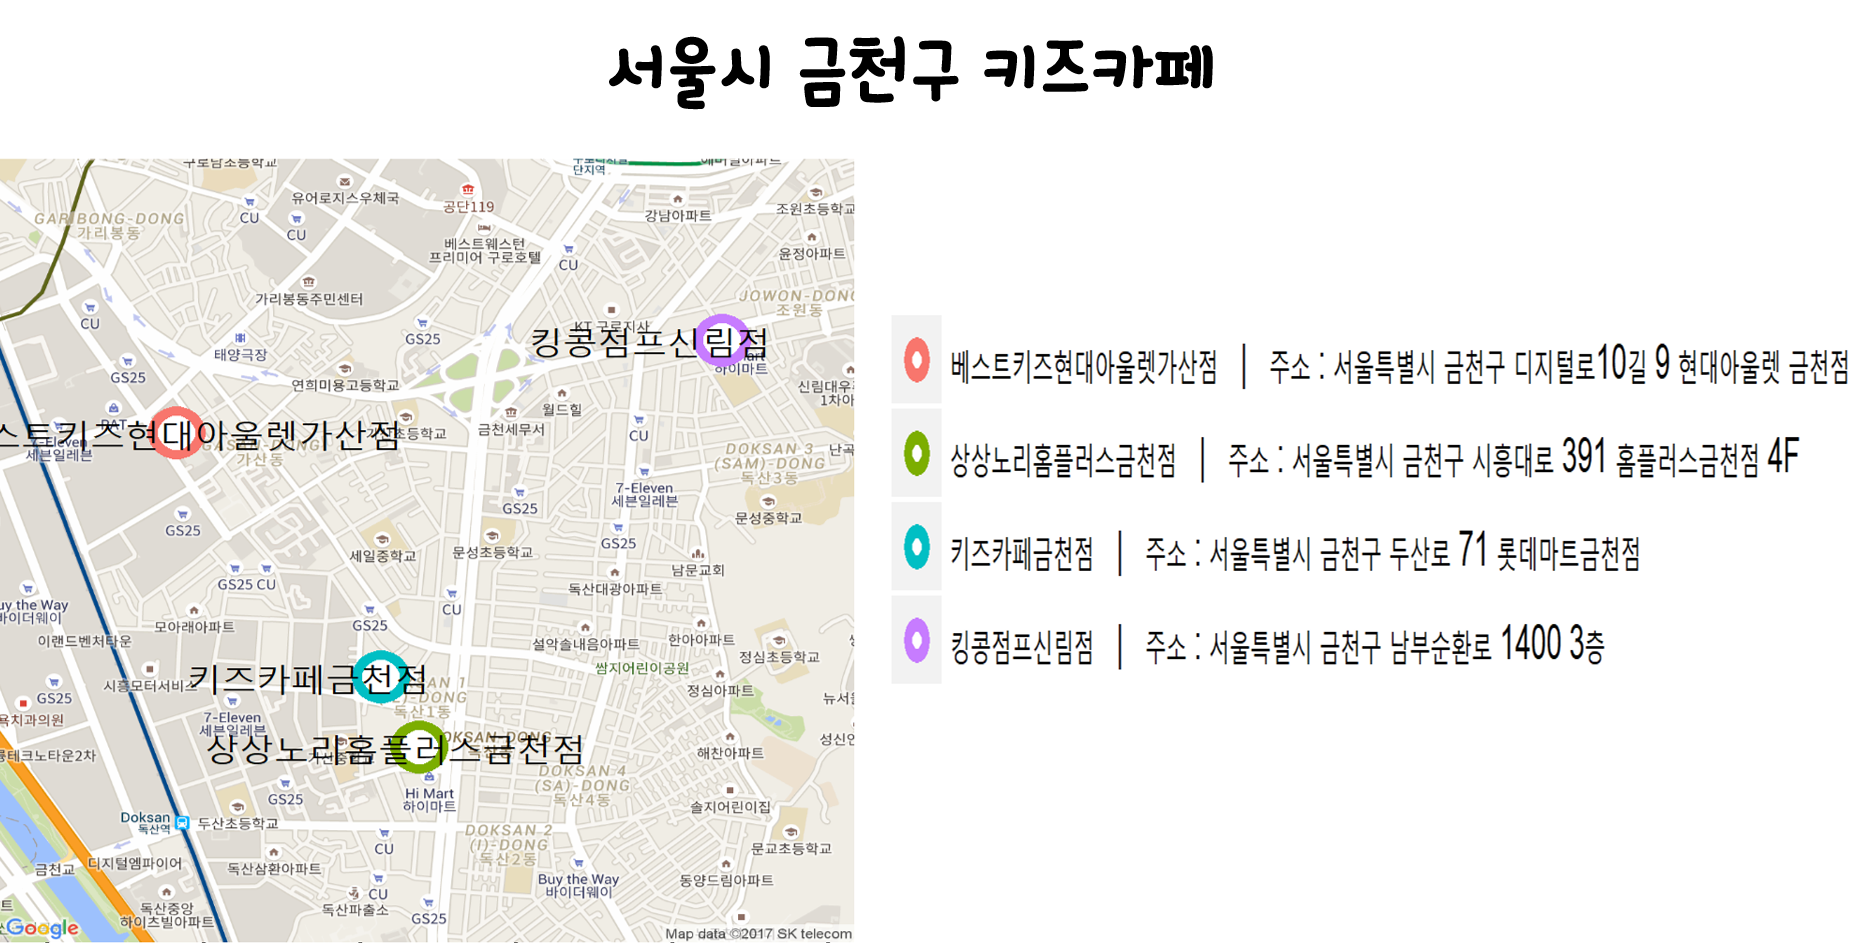 서울시 금천구 키즈카페
구로남초등학교
단지역
유어로지스우체국
공단119
강남아파트
조원초등학교
GARIBONG-DONG
가리봉동
CU
CU
베스트웨스턴
프리미어 구로호텔
CU
윤정아파트
가리봉동주민센터
JOWON-DONG
조원동
CU
태양극장
GS25
KT 구로지사
킹콩점프신림점
하이마트
GS25
연희미용고등학교
월드힐
신림대우
1차아
스트키즈현대아울렛가산점
7-Eleven
세븐일레븐
가산동
금천세무서
CU
DOKSAN 3
(SAM)-DONG
독산3동
난곡
GS25
GS25
7-Eleven
세븐일레븐
문성중학교
세일중학교
문성초등학교
GS25
남문교회
GS25 CU
독산대광아파트
uy the Way
바이더웨이
CU
이랜드벤처타운
모아래아파트
GS25
설악솔내음아파트
한아아파트
정심초등학교
쌈지어린이공원
키즈카페금천점
시흥모터서비스
정심아파트
뉴서울
GS25
독산1동
욕치과의원
7-Eleven
세븐일레븐
상상노리홈플러스금천점
해찬아파트
성신인
릉테크노타운2차
DOKSAN 4
(SA)-DONG
독산4동
GS25
Hi Mart
하이마트
솔지어린이집
Doksan
독산역
두산초등학교
CU
DOKSAN 2
(I)-DONG
독산2동
문교초등학교
금천교
디지털엠파이어
독산삼환아파트
CU
Buy the Way
바이더웨이
동양드림아파트
독산중앙
하이츠빌아파트
독산파출소
GS25
Google
Map data ©2017 SK telecom
베스트키즈현대아울렛가산점 | 주소 : 서울특별시 금천구 디지털로10길 9 현대아울렛 금천점
상상노리홈플러스금천점 | 주소 : 서울특별시 금천구 시흥대로 391 홈플러스금천점 4F
키즈카페금천점 | 주소 : 서울특별시 금천구 두산로 71 롯데마트금천점
킹콩점프신림점 | 주소 : 서울특별시 금천구 남부순환로 1400 3층